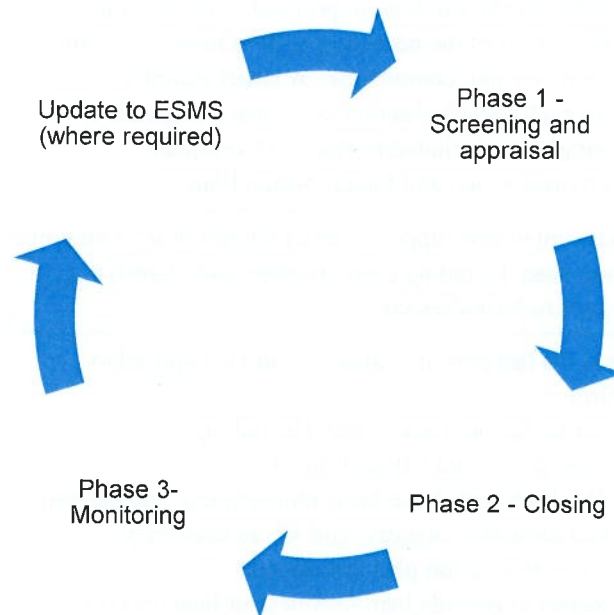 Update to ESMS
(where required)
Phase 1 -
Screening and
appraisal
Phase 3-
Monitoring
Phase 2 - Closing